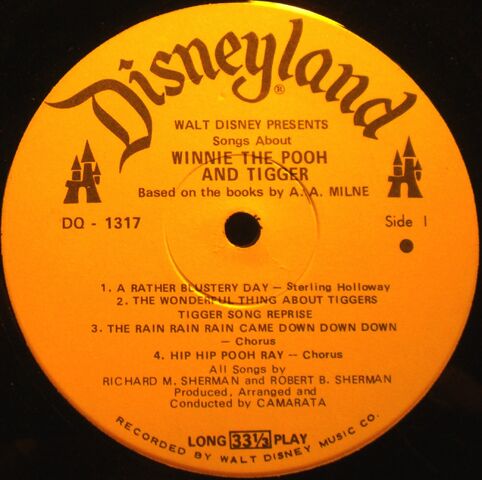 Disneyland®
WALT DISNEY PRESENTS
Songs About
WINNIE THE POOH
AND TIGGER
Based on the books by A. A. MILNE
DQ - 1317
Side 1
1. A RATHER BLUSTERY DAY — Sterling Holloway
2. THE WONDERFUL THING ABOUT TIGGERS
TIGGER SONG REPRISE
3. THE RAIN RAIN RAIN CAME DOWN DOWN DOWN
— Chorus
4. HIP HIP POOH RAY -- Chorus
All Songs by
RICHARD M. SHERMAN and ROBERT B. SHERMAN
Produced, Arranged and
Conducted by CAMARATA
LONG 33⅓ PLAY
RECORDED BY WALT DISNEY MUSIC CO.